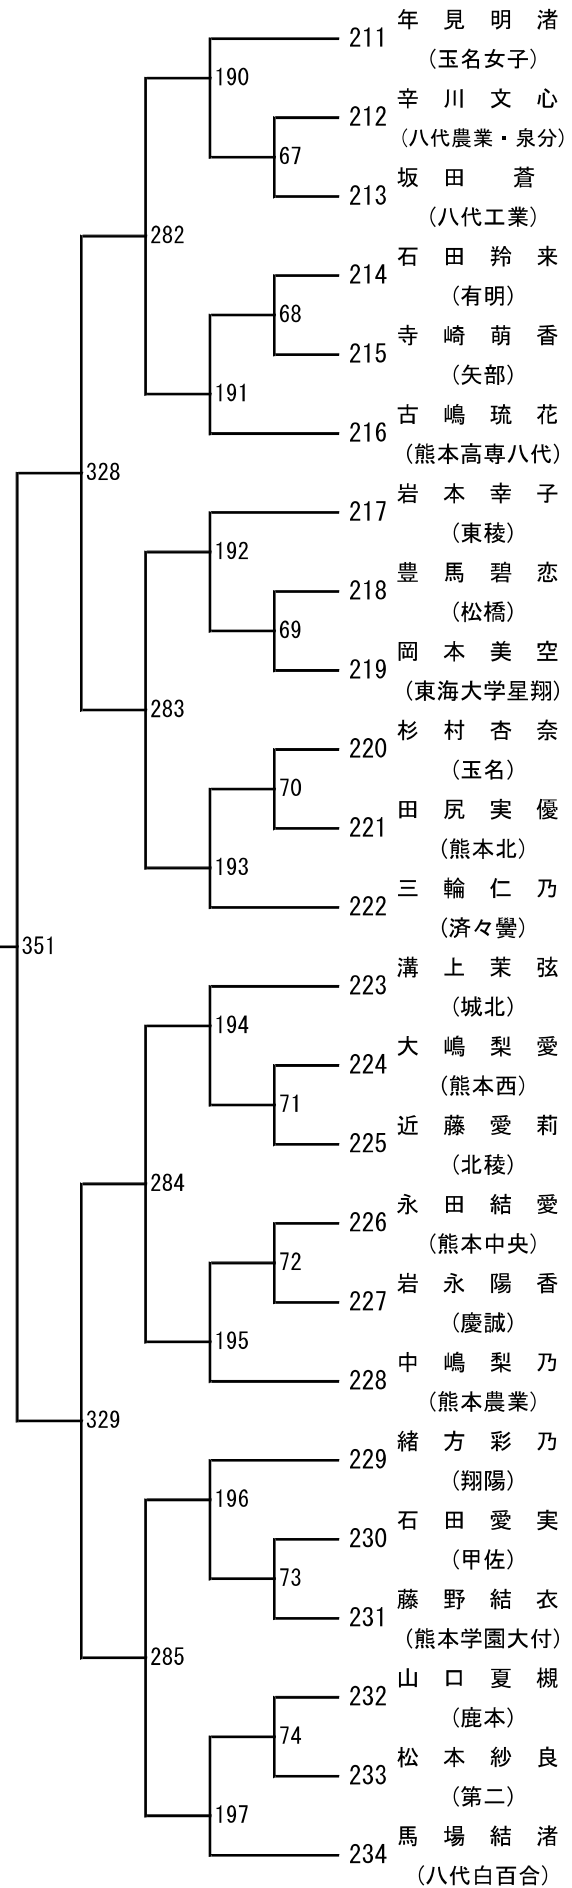 211 年見明渚
(玉名女子)
190
212 辛川文心
(八代農業・泉分)
67
213 坂田 蒼
(八代工業)
282
214 石田羚来
(有明)
68
215 寺崎萌香
(矢部)
191
216 古嶋琉花
(熊本高専八代)
328
217 岩本幸子
(東稜)
192
218 豊馬碧恋
(松橋)
69
219 岡本美空
(東海大学星翔)
283
220 杉村杏奈
(玉名)
70
221 田尻実優
(熊本北)
193
222 三輪仁乃
(済々黌)
351
223 溝上茉弦
(城北)
194
224 大嶋梨愛
(熊本西)
71
225 近藤愛莉
(北稜)
284
226 永田結愛
(熊本中央)
72
227 岩永陽香
(慶誠)
195
228 中嶋梨乃
(熊本農業)
329
229 緒方彩乃
(翔陽)
196
230 石田愛実
(甲佐)
73
231 藤野結衣
(熊本学園大付)
285
232 山口夏槻
(鹿本)
74
233 松本紗良
(第二)
197
234 馬場結渚
(八代白百合)